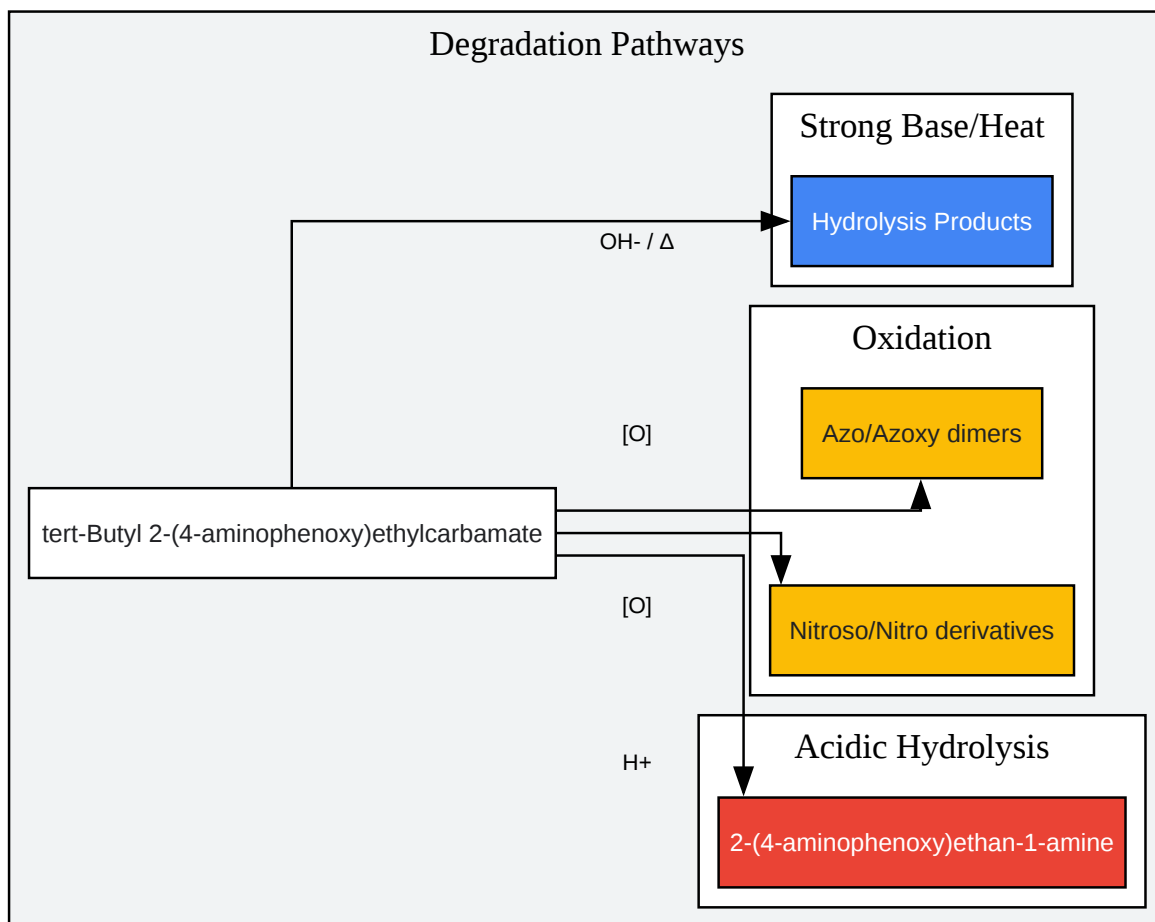 Degradation Pathways
Strong Base/Heat
Hydrolysis Products
OH- / Δ
Oxidation
Azo/Azoxy dimers
[O]
tert-Butyl 2-(4-aminophenoxy)ethylcarbamate
[O]
Nitroso/Nitro derivatives
Acidic Hydrolysis
H+
2-(4-aminophenoxy)ethan-1-amine